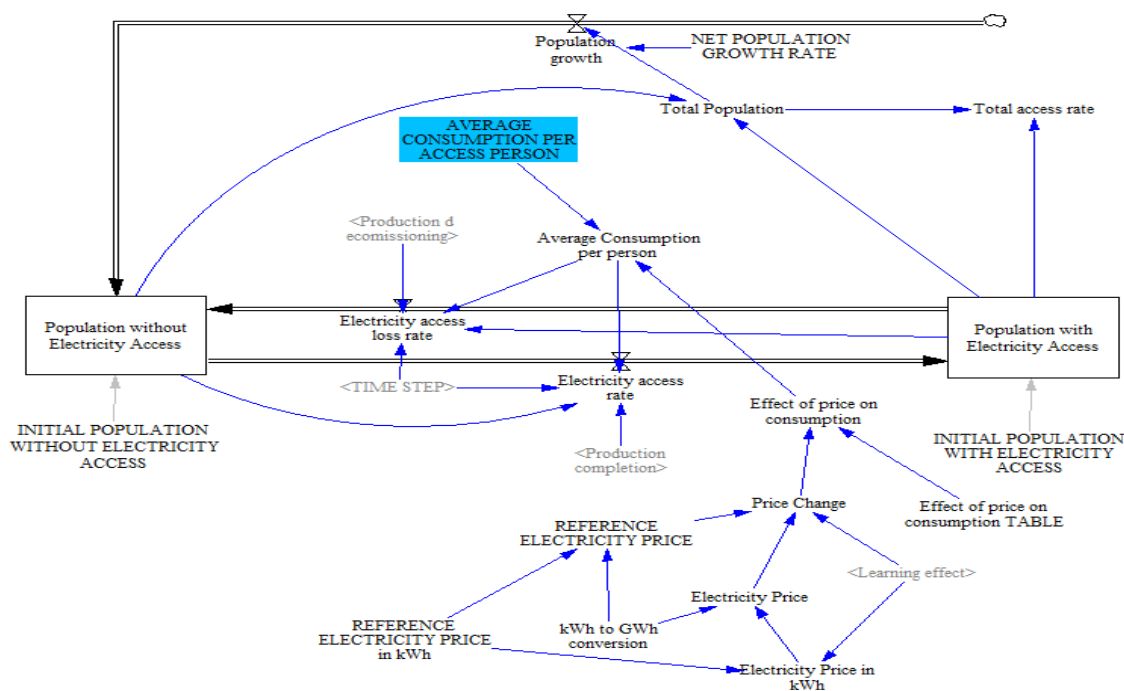 Population
growth
NET POPULATION
GROWTH RATE
Total Population
Total access rate
AVERAGE
CONSUMPTION PER
ACCESS PERSON
<Production d
ecomissioning>
Average Consumption
per person
Population without
Electricity Access
Electricity access
loss rate
Population with
Electricity Access
<TIME STEP>
Electricity access
rate
Effect of price on
consumption
INITIAL POPULATION
WITHOUT ELECTRICITY
ACCESS
INITIAL POPULATION
WITH ELECTRICITY
ACCESS
<Production
completion>
Price Change
Effect of price on
consumption TABLE
REFERENCE
ELECTRICITY PRICE
<Learning effect>
Electricity Price
REFERENCE
ELECTRICITY PRICE
in kWh
kWh to GWh
conversion
Electricity Price in
kWh